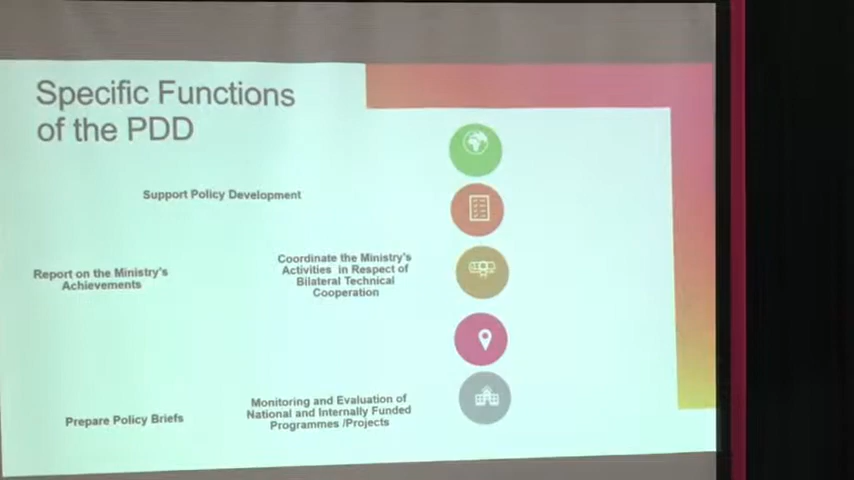 Specific Functions
of the PDD
Support Policy Development
Report on the Ministry's
Achievements
Coordinate the Ministry's
Activities in Respect of
Bilateral Technical
Cooperation
Prepare Policy Briefs
Monitoring and Evaluation of
National and Internally Funded
Programmes /Projects